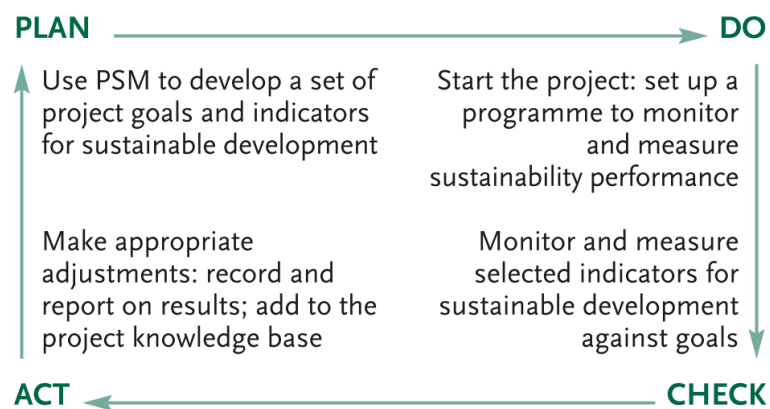 PLAN
DO
Use PSM to develop a set of
project goals and indicators
for sustainable development
Start the project: set up a
programme to monitor
and measure
sustainability performance
Make appropriate
adjustments: record and
report on results; add to the
project knowledge base
Monitor and measure
selected indicators for
sustainable development
against goals
ACT
CHECK